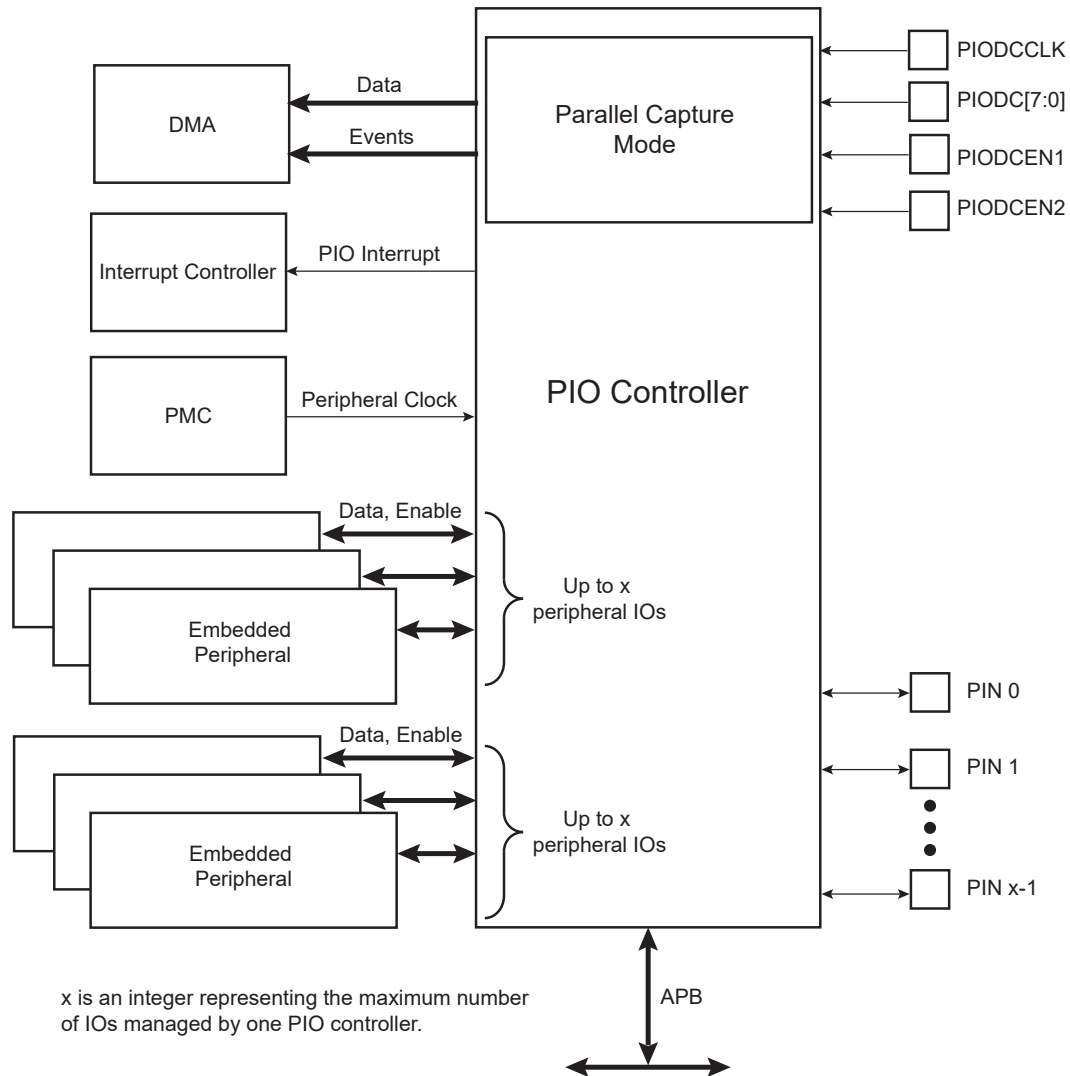 PIODCCLK
Data
DMA
PIODC[7:0]
Parallel Capture
Mode
Events
PIODCEN1
PIODCEN2
PIO Interrupt
Interrupt Controller
PIO Controller
Peripheral Clock
PMC
Data, Enable
Up to x
peripheral IOs
Embedded
Peripheral
PIN 0
Data, Enable
PIN 1
Up to x
peripheral IOs
Embedded
Peripheral
PIN x-1
x is an integer representing the maximum number
of IOs managed by one PIO controller.
APB